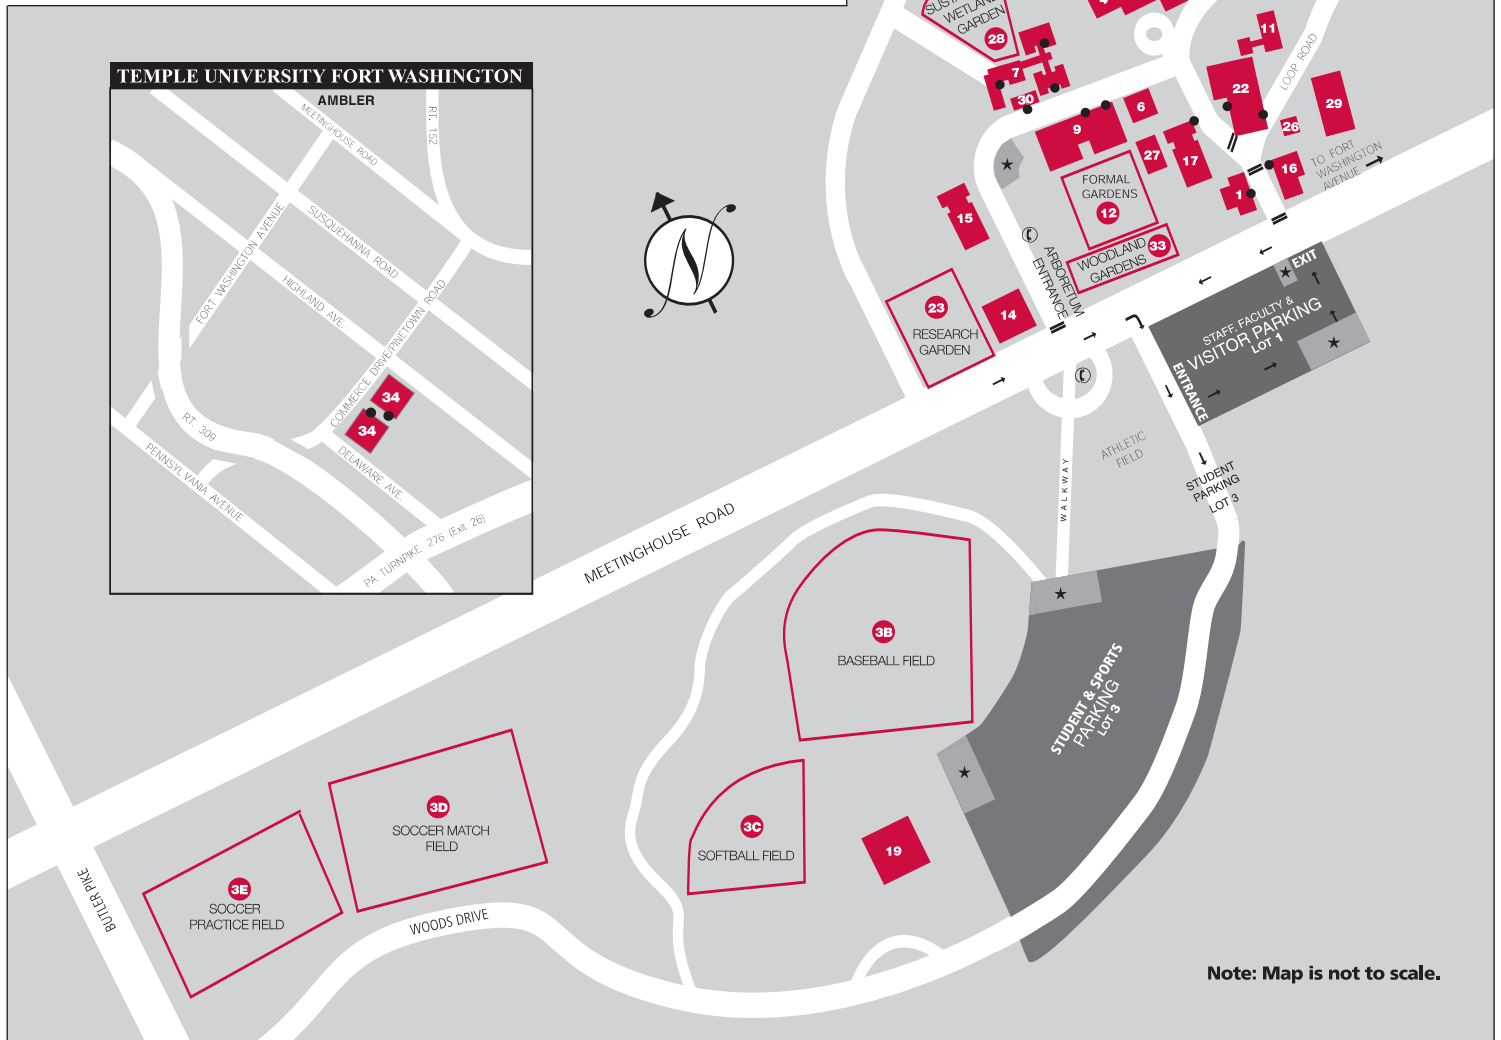 TEMPLE UNIVERSITY FORT WASHINGTON
AMBLER
MEETINGHOUSE ROAD
RT. 152
FORT WASHINGTON AVENUE
SUSQUEHANNA ROAD
HIGHLAND AVE.
COMMERCE DRIVE/PINETOWN ROAD
34
34
RT. 309
DELAWARE AVE.
PENNSYLVANIA AVENUE
PA TURNPIKE 276 (Exit 26)
WETLAND
GARDEN
28
7
30
9
6
27
17
22
11
LOOP ROAD
29
26
16
1
TO FORT
WASHINGTON
AVENUE
FORMAL
GARDENS
12
WOODLAND
GARDENS
33
15
ARBORETUM
ENTRANCE
23
RESEARCH
GARDEN
14
EXIT
STAFF, FACULTY &
VISITOR PARKING
LOT 1
ENTRANCE
ATHLETIC
FIELD
WALKWAY
STUDENT
PARKING
LOT 3
MEETINGHOUSE ROAD
3B
BASEBALL FIELD
STUDENT & SPORTS
PARKING
LOT 3
3D
SOCCER MATCH
FIELD
3C
SOFTBALL FIELD
19
3E
SOCCER
PRACTICE FIELD
BUTLER PIKE
WOODS DRIVE
Note: Map is not to scale.